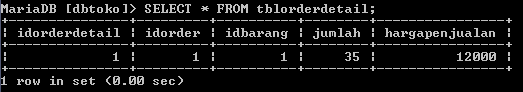 MariaDB [dbtoko]> SELECT * FROM tblorderdetail;
+---------------+---------+----------+--------+----------------+
| idorderdetail | idorder | idbarang | jumlah | hargapenjualan |
+---------------+---------+----------+--------+----------------+
|             1 |       1 |        1 |     35 |          12000 |
+---------------+---------+----------+--------+----------------+
1 row in set (0.00 sec)